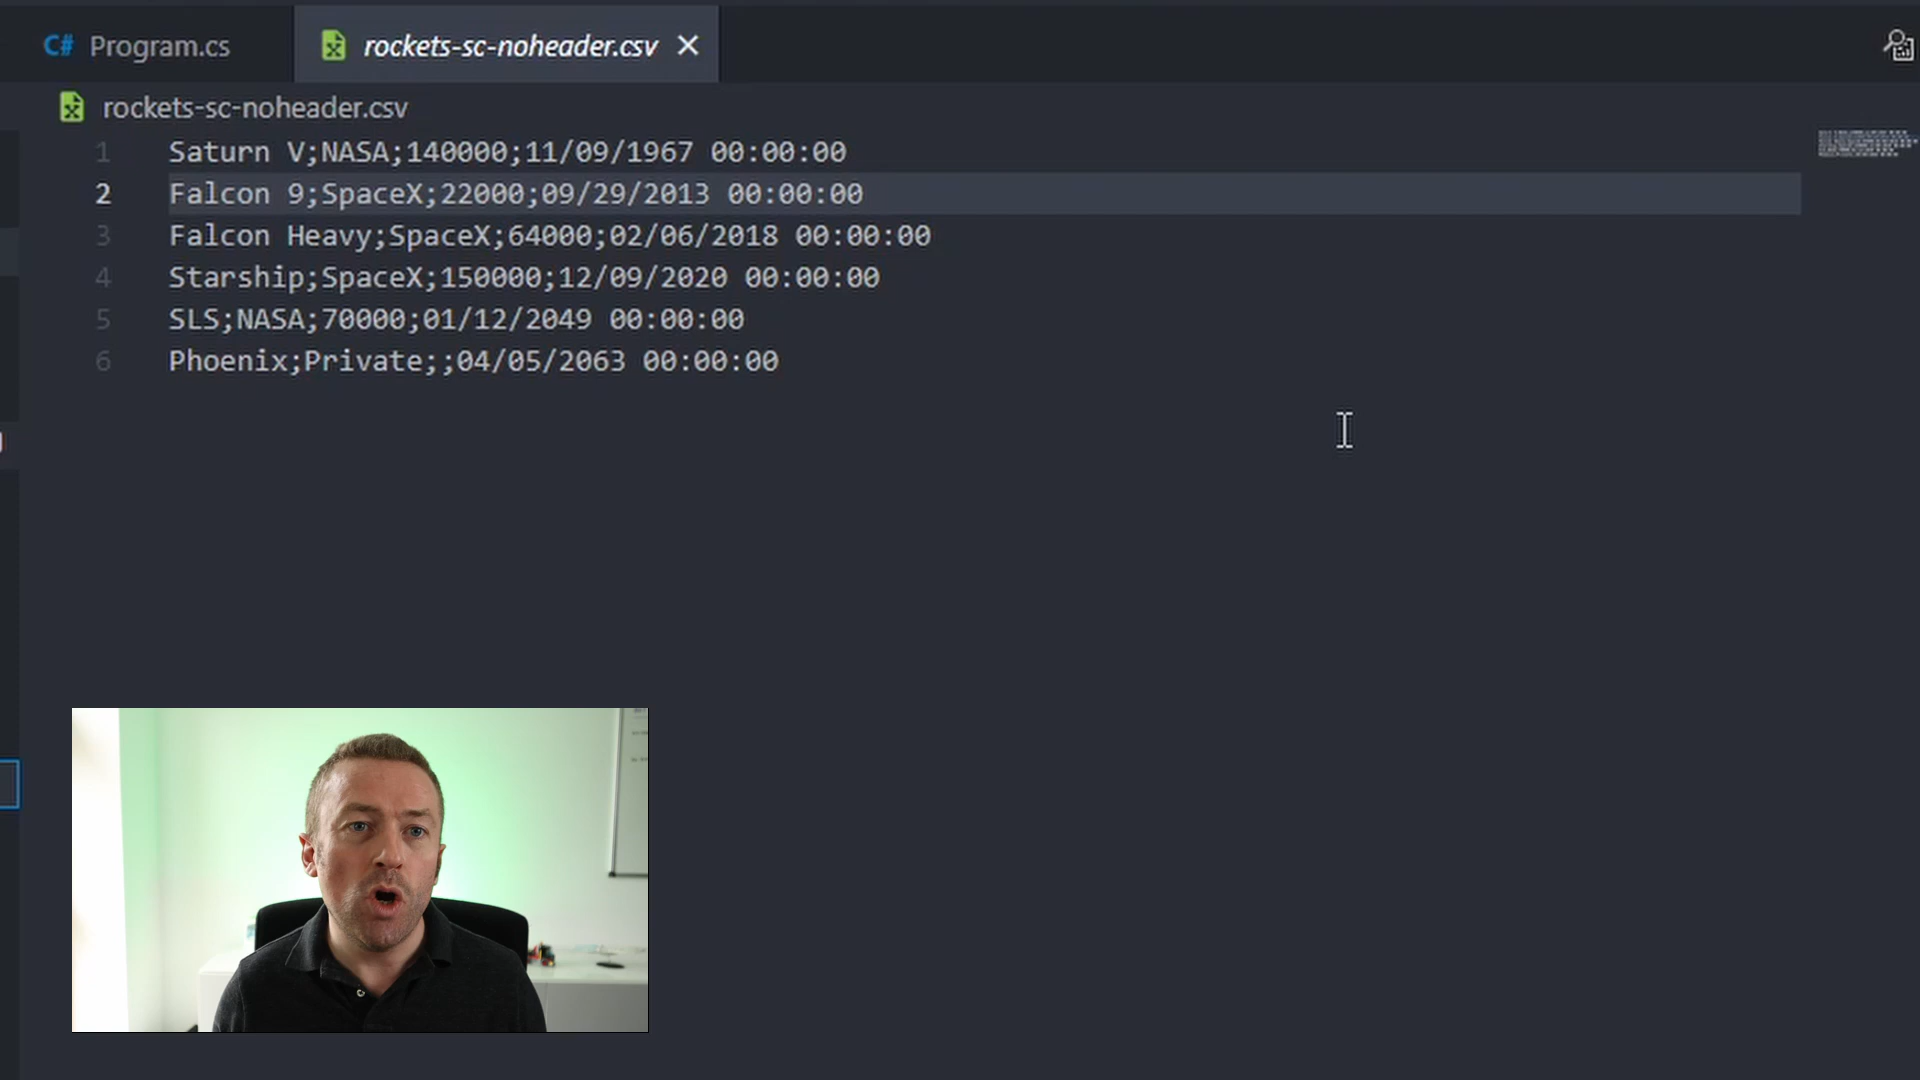 C# Program.cs
rockets-sc-noheader.csv
rockets-sc-noheader.csv
1 Saturn V;NASA;140000;11/09/1967 00:00:00
2 Falcon 9;SpaceX;22000;09/29/2013 00:00:00
3 Falcon Heavy;SpaceX;64000;02/06/2018 00:00:00
4 Starship;SpaceX;150000;12/09/2020 00:00:00
5 SLS;NASA;70000;01/12/2049 00:00:00
6 Phoenix;Private;;04/05/2063 00:00:00